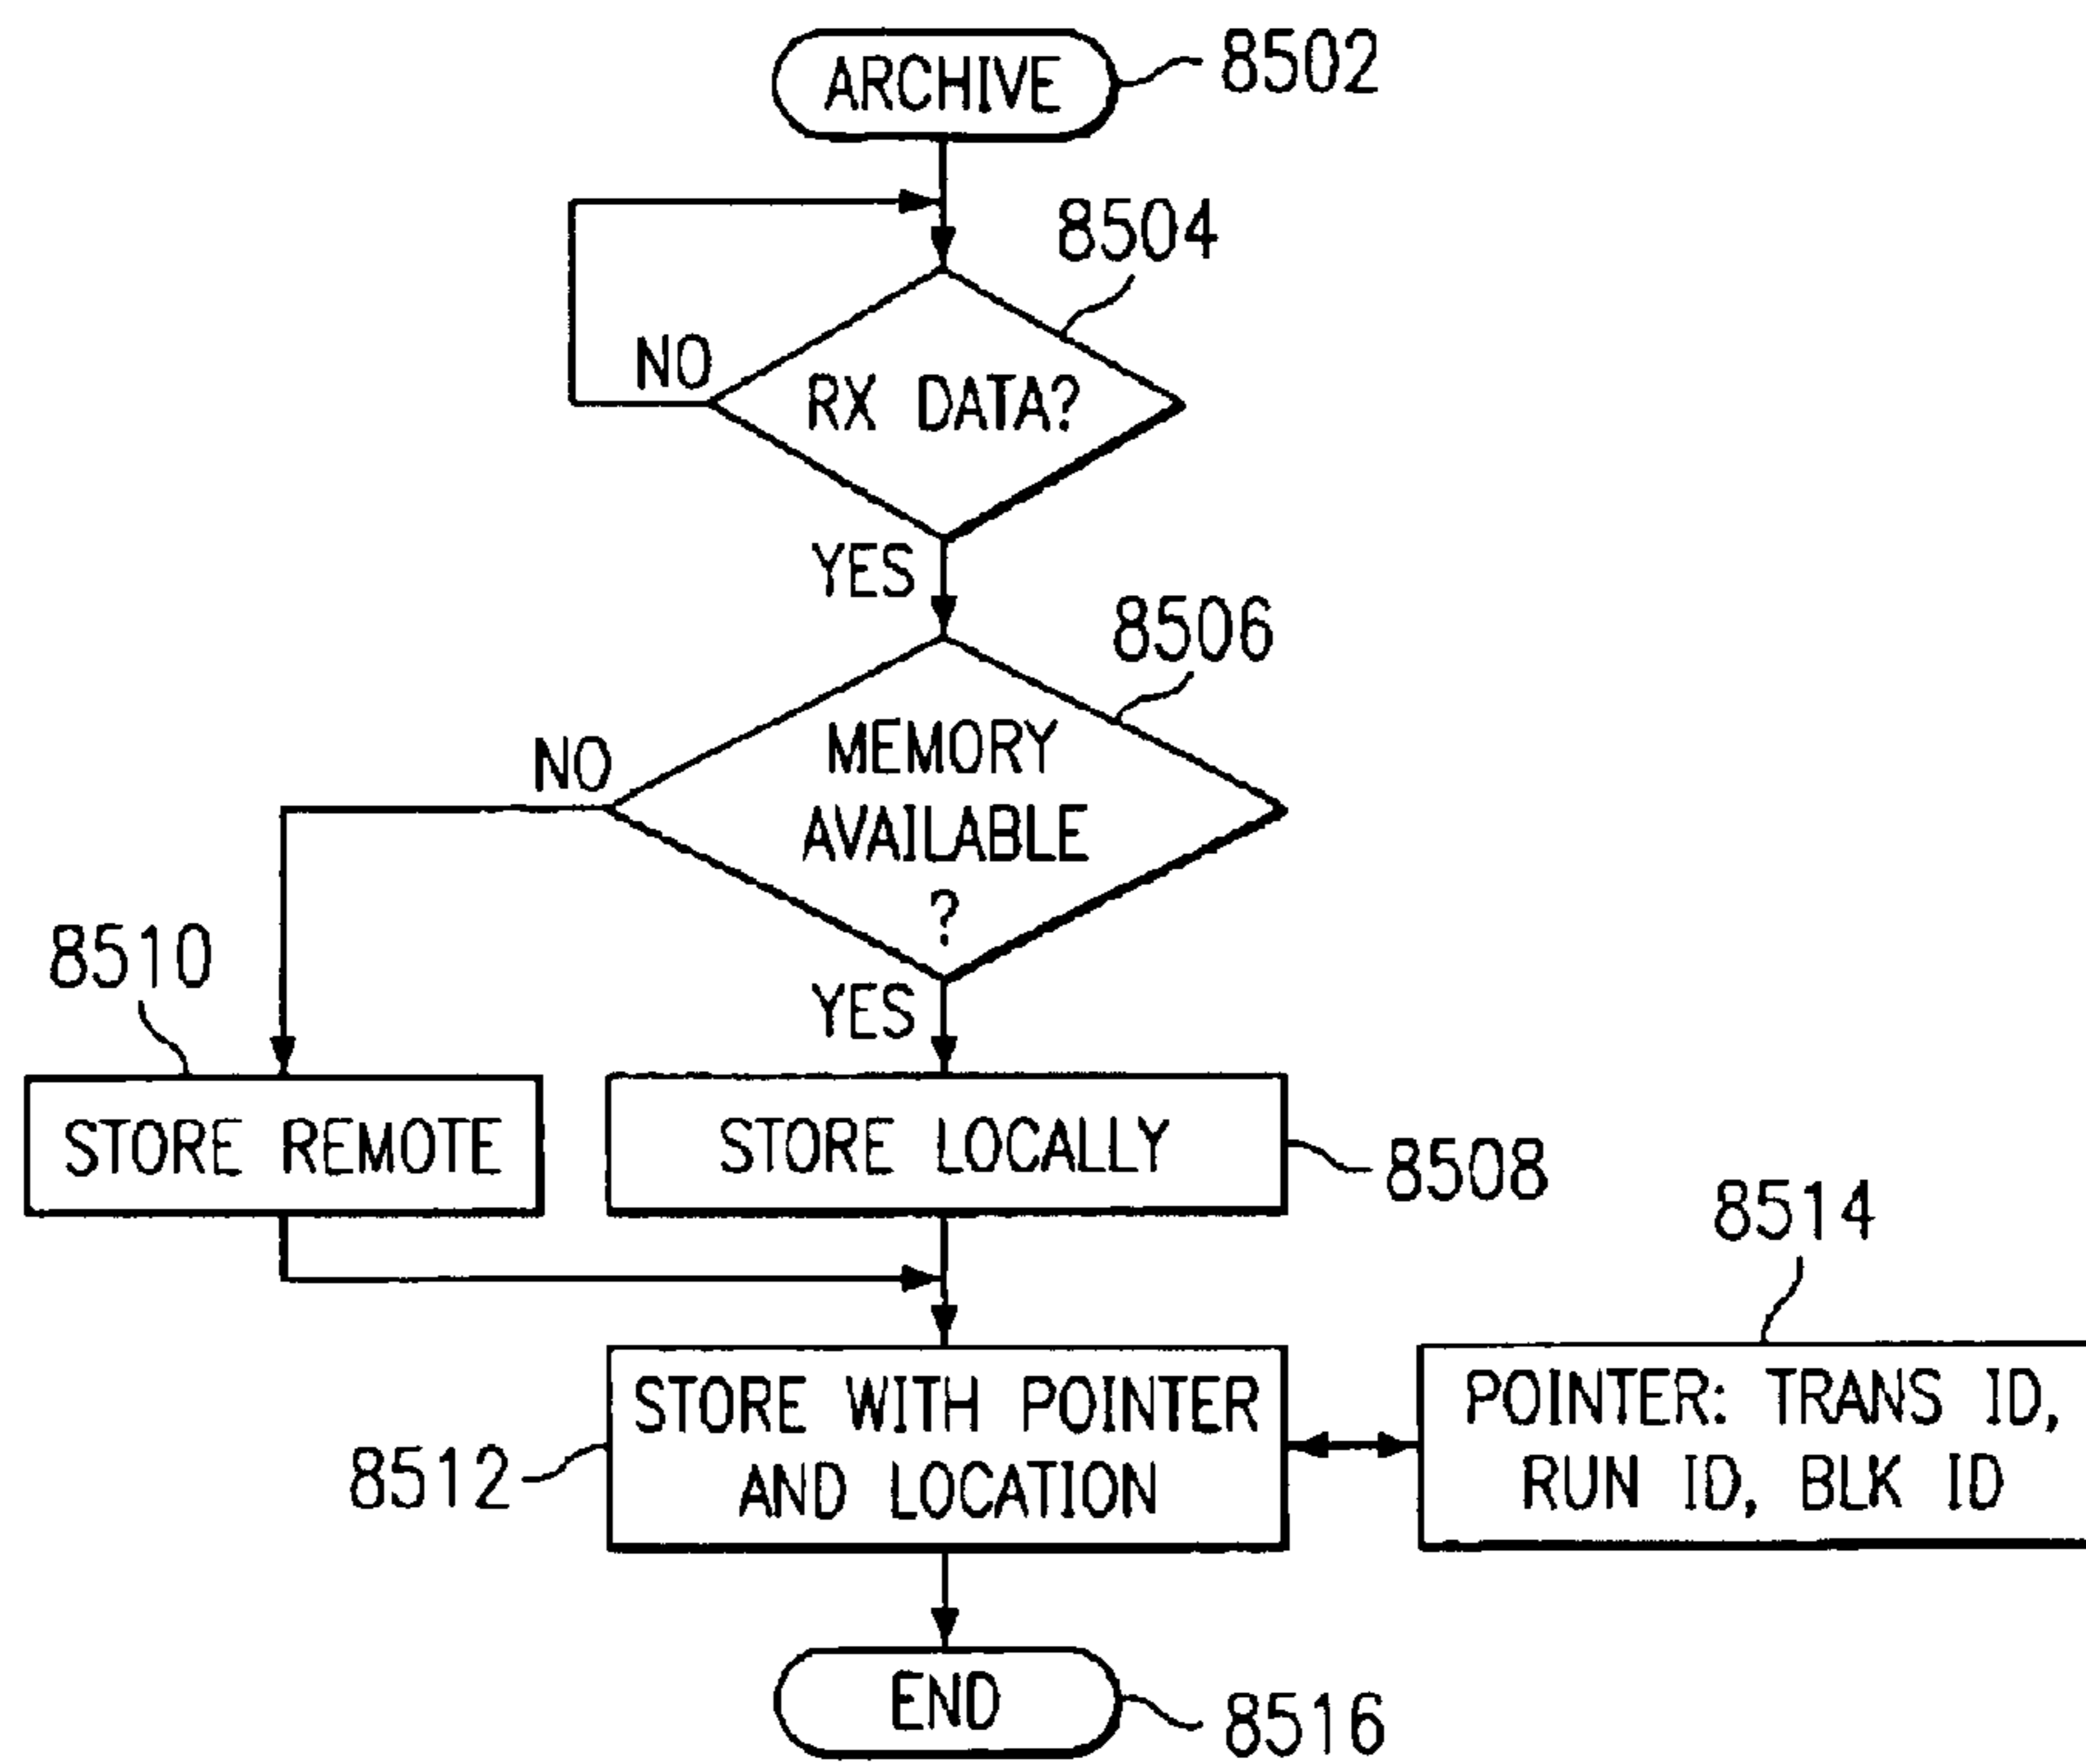 ARCHIVE
8502
8504
NO
RX DATA?
YES
8506
NO
MEMORY
AVAILABLE
?
8510
YES
STORE REMOTE
STORE LOCALLY
8508
8514
STORE WITH POINTER
AND LOCATION
8512
POINTER: TRANS ID,
RUN ID, BLK ID
END
8516